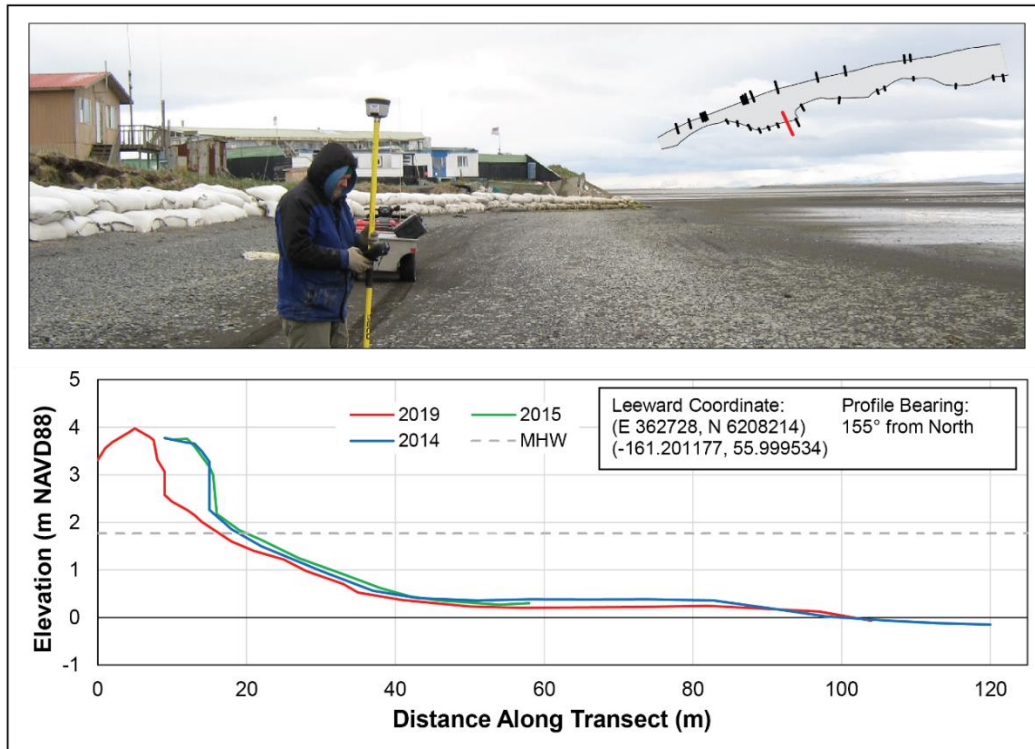 Elevation (m NAVD88)
5
4
3
2
1
0
-1
2019
2015
2014
MHW
Leeward Coordinate:
(E 362728, N 6208214)
(-161.201177, 55.999534)
Profile Bearing:
155° from North
0
20
40
60
80
100
120
Distance Along Transect (m)